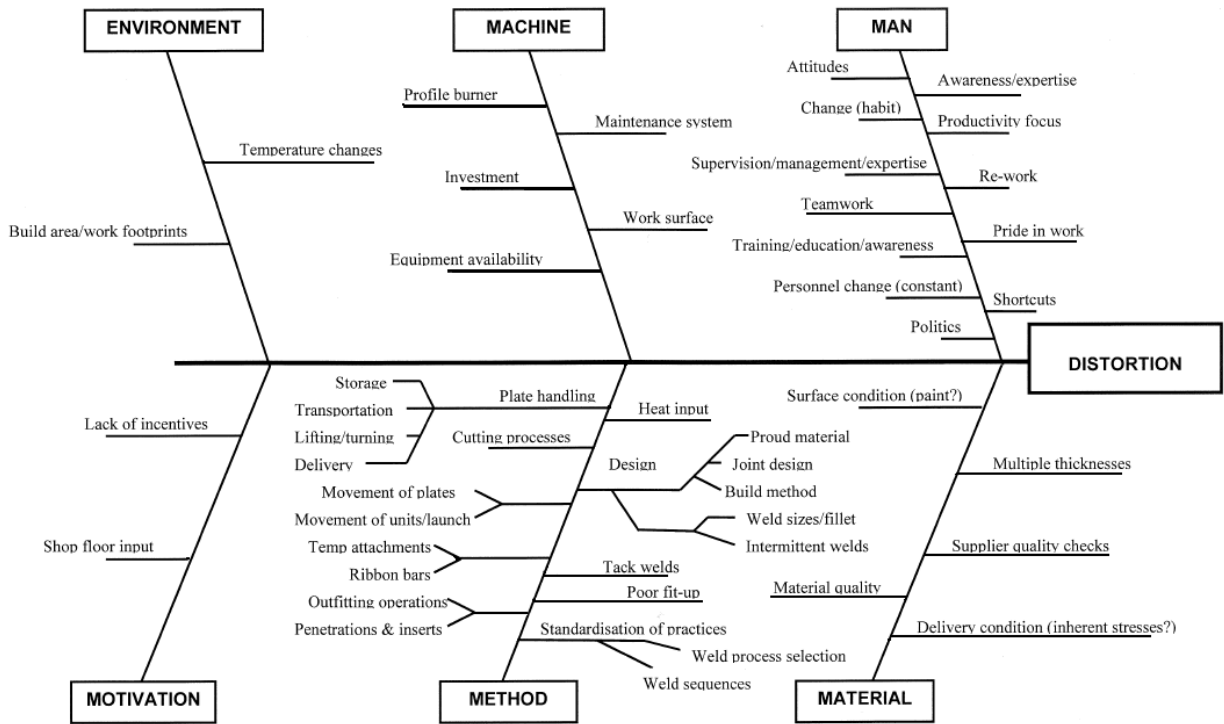 ENVIRONMENT
MACHINE
MAN
Attitudes
Awareness/expertise
Profile burner
Change (habit)
Productivity focus
Maintenance system
Temperature changes
Supervision/management/expertise
Investment
Re-work
Teamwork
Build area/work footprints
Work surface
Pride in work
Training/education/awareness
Equipment availability
Personnel change (constant)
Shortcuts
Politics
DISTORTION
Storage
Plate handling
Surface condition (paint?)
Transportation
Heat input
Lack of incentives
Lifting/turning
Cutting processes
Proud material
Delivery
Design
Joint design
Multiple thicknesses
Movement of plates
Build method
Movement of units/launch
Weld sizes/fillet
Shop floor input
Temp attachments
Intermittent welds
Supplier quality checks
Ribbon bars
Tack welds
Material quality
Outfitting operations
Poor fit-up
Penetrations & inserts
Standardisation of practices
Delivery condition (inherent stresses?)
Weld process selection
Weld sequences
MOTIVATION
METHOD
MATERIAL